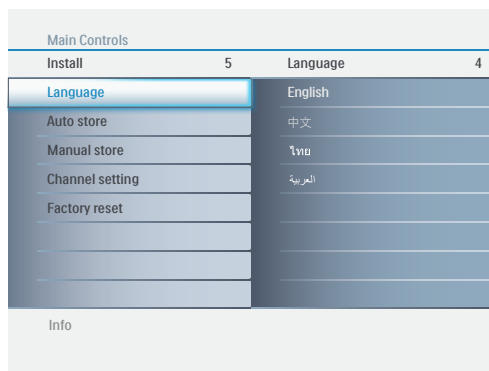 Main Controls
Install 5
Language 4
Language
Auto store
Manual store
Channel setting
Factory reset
English
中文
ไทย
العربية
Info